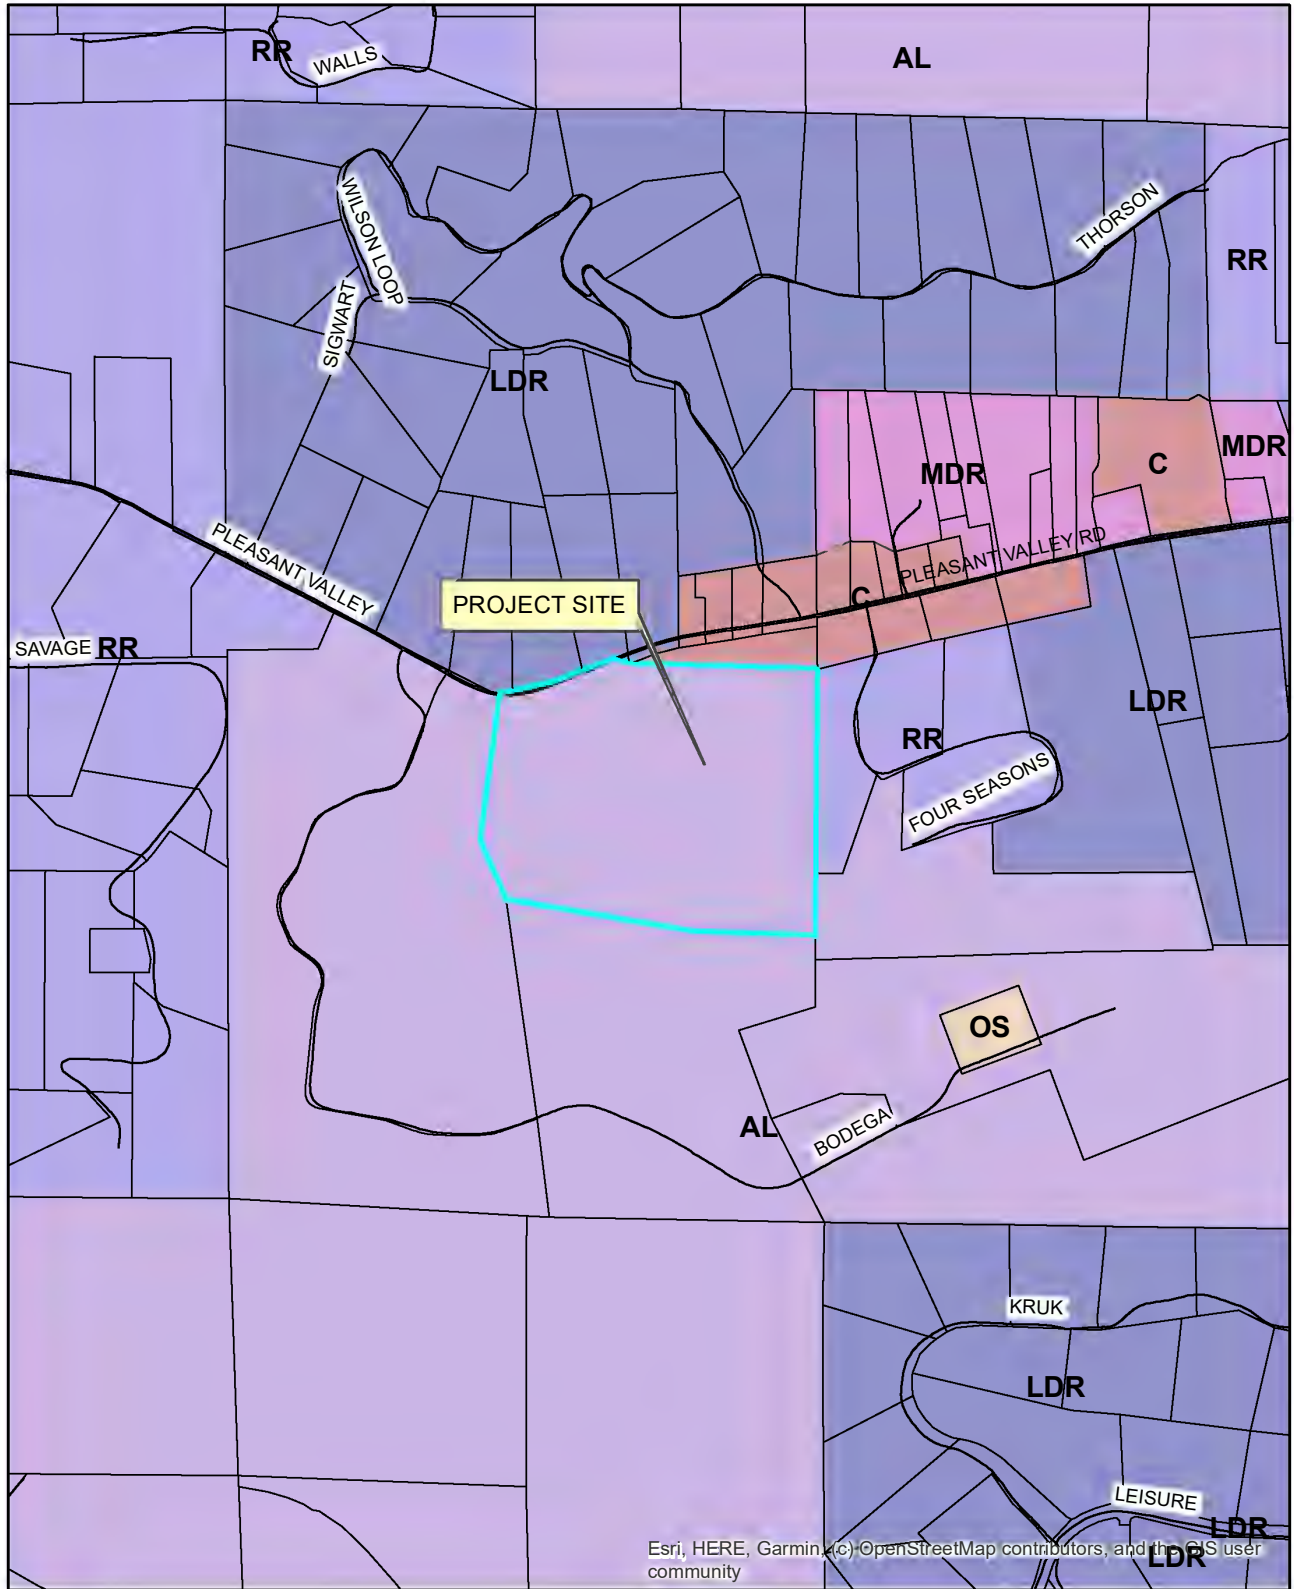 RR
WALLS
AL
WILSON LOOP
THORSON
RR
SIGWART
LDR
MDR
C
MDR
PLEASANT VALLEY
PLEASANT VALLEY RD
C
PROJECT SITE
SAVAGE
RR
LDR
RR
FOUR SEASONS
OS
AL
BODEGA
KRUK
LDR
LEISURE
LDR
LDR
Esri, HERE, Garmin, (c) OpenStreetMap contributors, and the GIS user
community